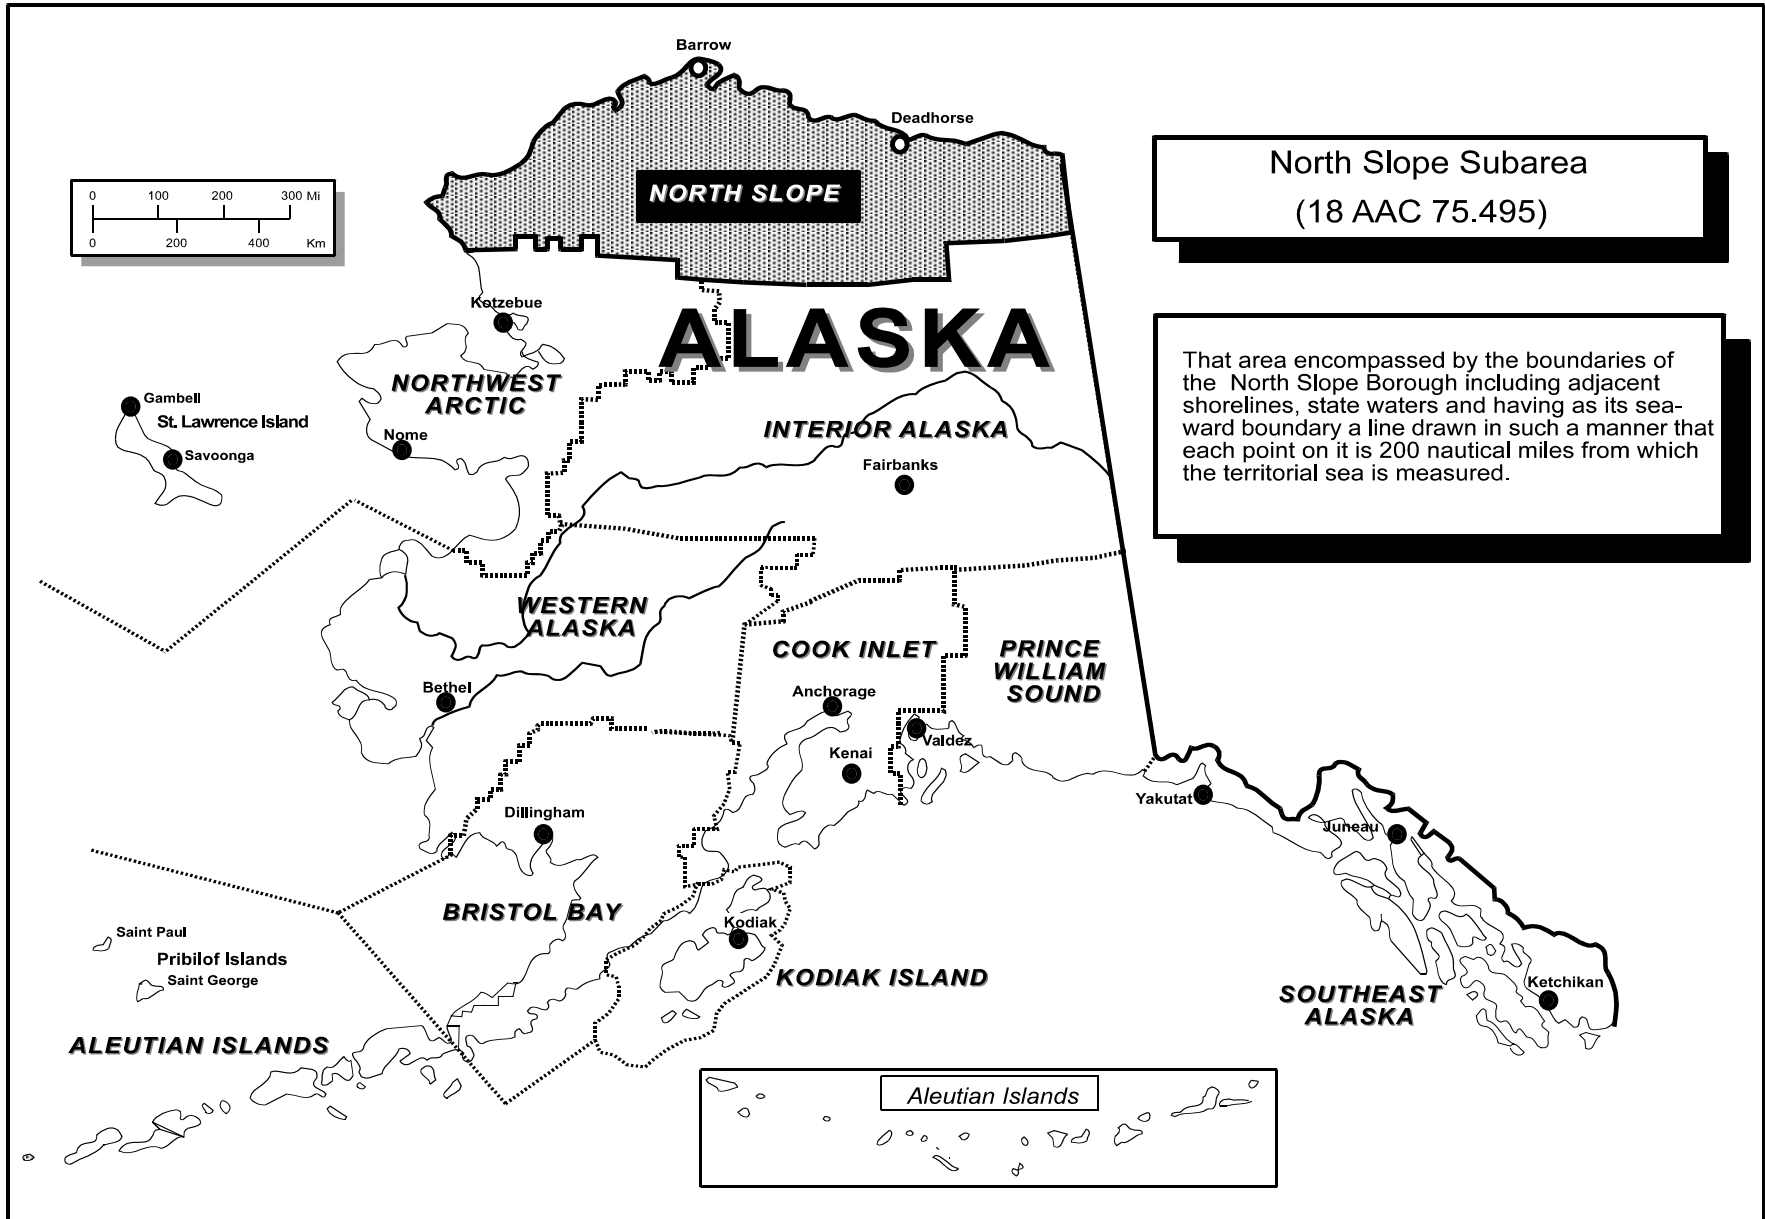 Barrow
Deadhorse
NORTH SLOPE
0 100 200 300 Mi
0 200 400 Km
North Slope Subarea
(18 AAC 75.495)
Kotzebue
ALASKA
That area encompassed by the boundaries of
the North Slope Borough including adjacent
shorelines, state waters and having as its sea-
ward boundary a line drawn in such a manner that
each point on it is 200 nautical miles from which
the territorial sea is measured.
NORTHWEST
ARCTIC
Gambell
St. Lawrence Island
Nome
Savoonga
INTERIOR ALASKA
Fairbanks
WESTERN
ALASKA
COOK INLET
PRINCE
WILLIAM
SOUND
Bethel
Anchorage
Valdez
Kenai
Yakutat
Dillingham
Juneau
BRISTOL BAY
Kodiak
Saint Paul
Pribilof Islands
Saint George
KODIAK ISLAND
Ketchikan
SOUTHEAST
ALASKA
ALEUTIAN ISLANDS
Aleutian Islands